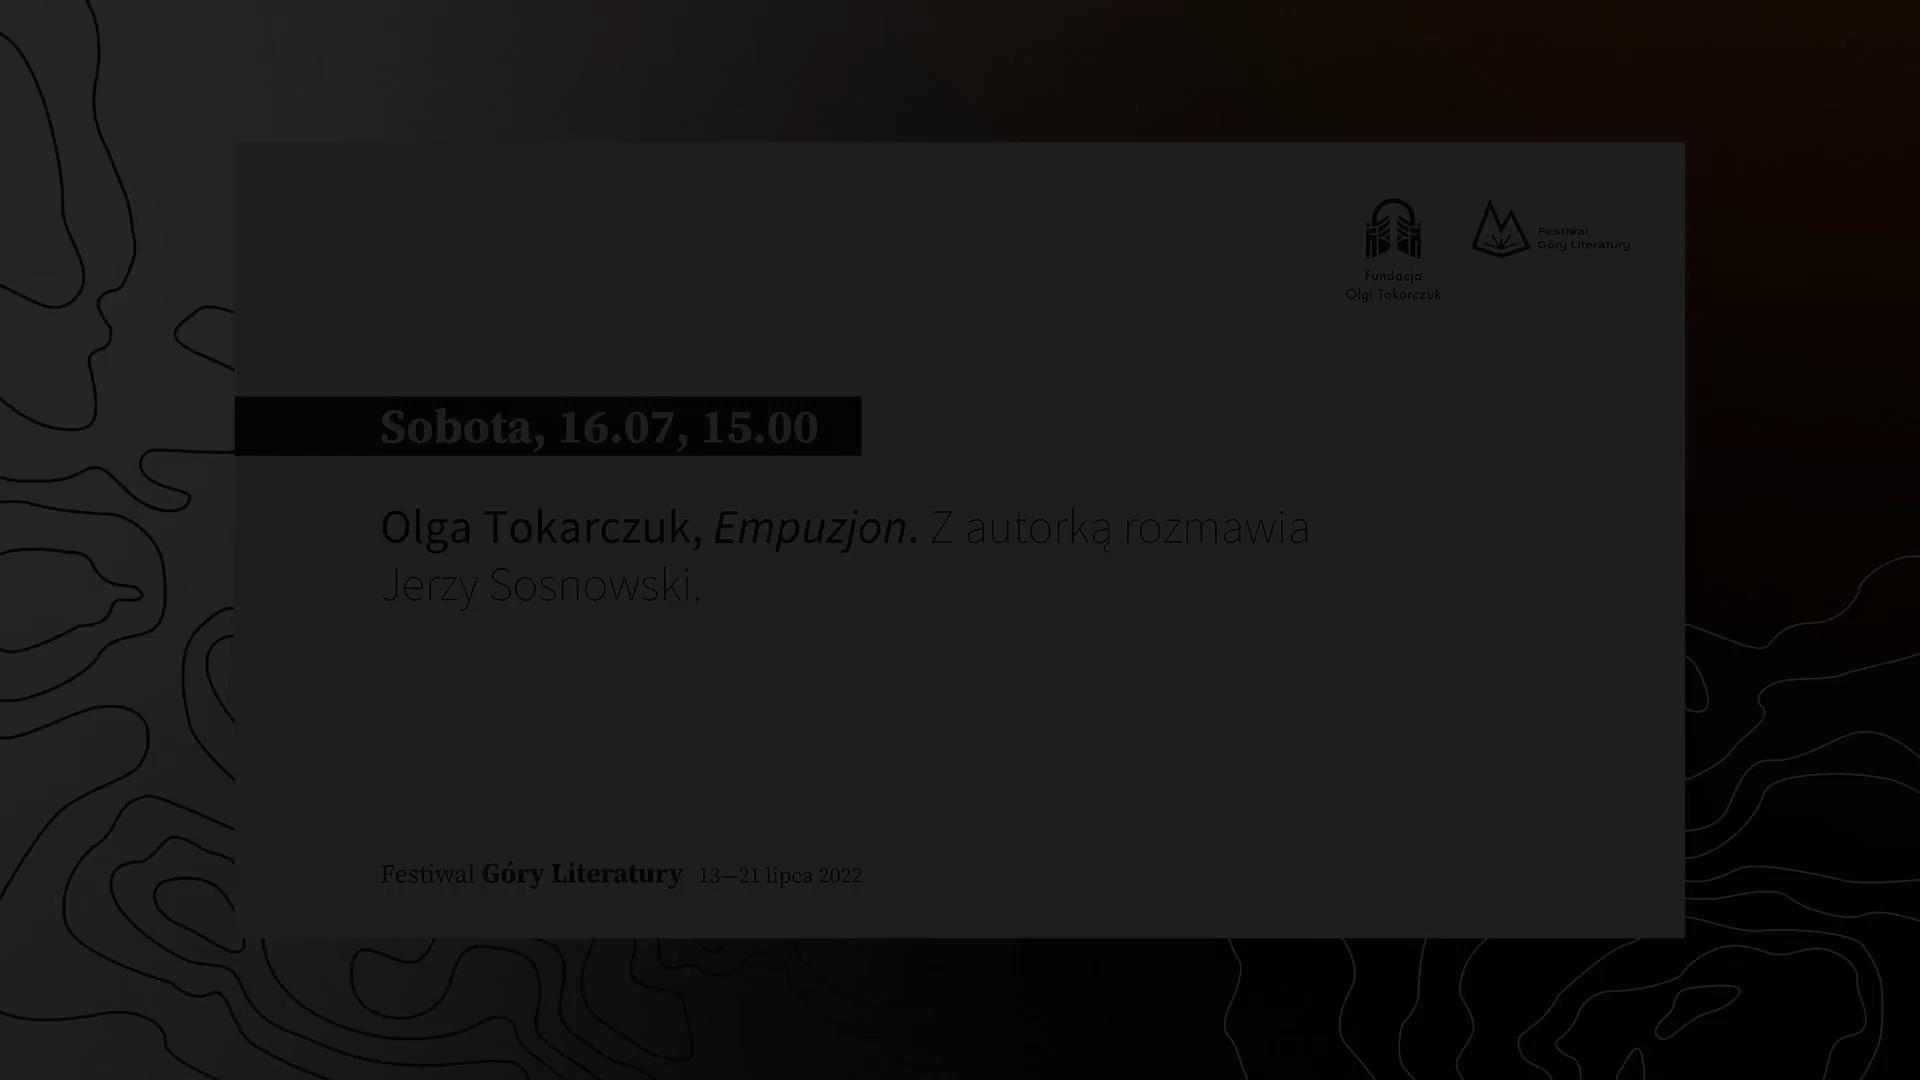 Fundacja
Olgi Tokarczuk
Festiwal
Góry Literatury
Sobota, 16.07, 15.00
Olga Tokarczuk, Empuzjon. Z autorką rozmawia
Jerzy Sosnowski.
Festiwal Góry Literatury 13—21 lipca 2022